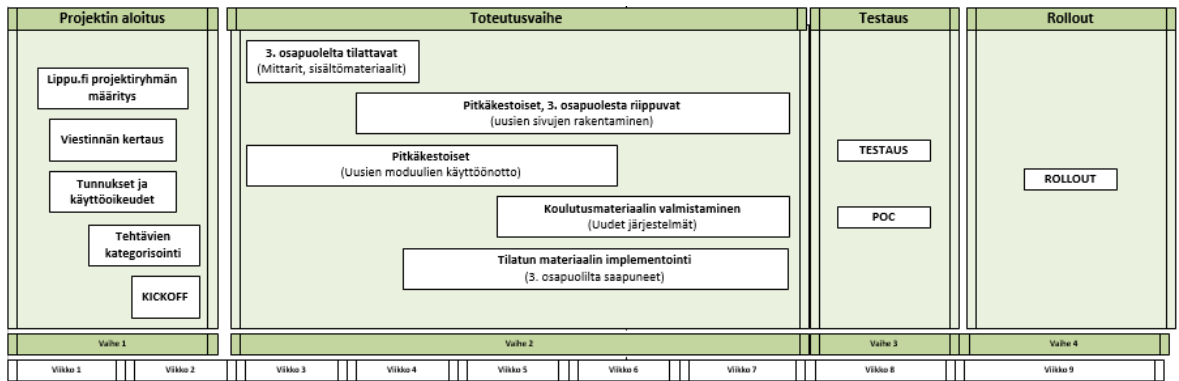 Projektin aloitus
Toteutusvaihe
Testaus
Rollout
Lippu.fi projektiryhmän
määritys
Viestinnän kertaus
Tunnukset ja
käyttöoikeudet
Tehtävien
kategorisointi
KICKOFF
3. osapuolelta tilattavat
(Mittarit, sisältömateriaalit)
Pitkäkestoiset, 3. osapuolesta riippuvat
(uusien sivujen rakentaminen)
Pitkäkestoiset
(Uusien moduulien käyttöönotto)
Koulutusmateriaalin valmistaminen
(Uudet järjestelmät)
Tilatun materiaalin implementointi
(3. osapuolilta saapuneet)
TESTAUS
POC
ROLLOUT
Vaihe 1
Vaihe 2
Vaihe 3
Vaihe 4
Viikko 1
Viikko 2
Viikko 3
Viikko 4
Viikko 5
Viikko 6
Viikko 7
Viikko 8
Viikko 9